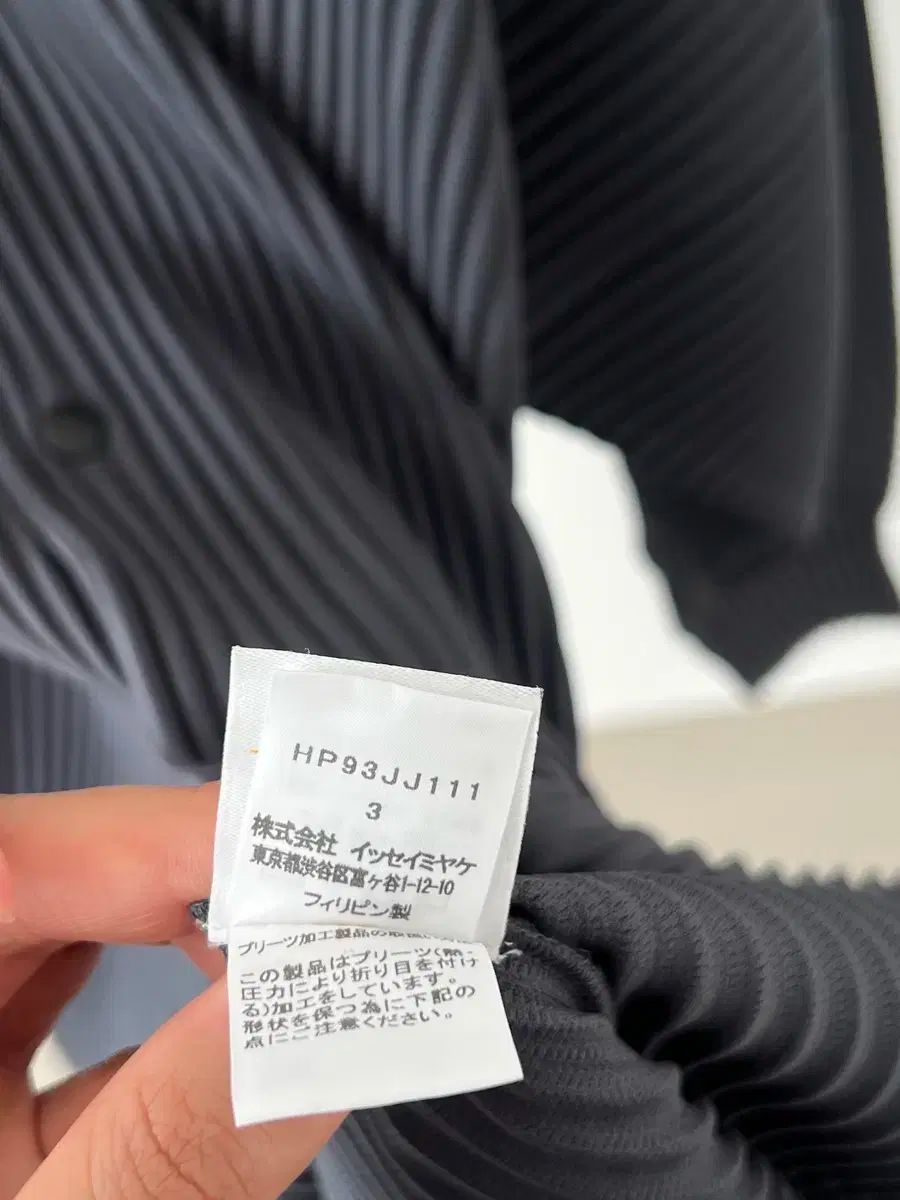 HP93JJ111
3
株式会社 イッセイミヤケ
東京都渋谷区富ヶ谷1-12-10
フィリピン製
プリーツ加工製品の
この製品はプリーツ(熱・
圧力により折り目を付け
る)加工をしています。
形状を保つ為に下記の
点にご注意ください。